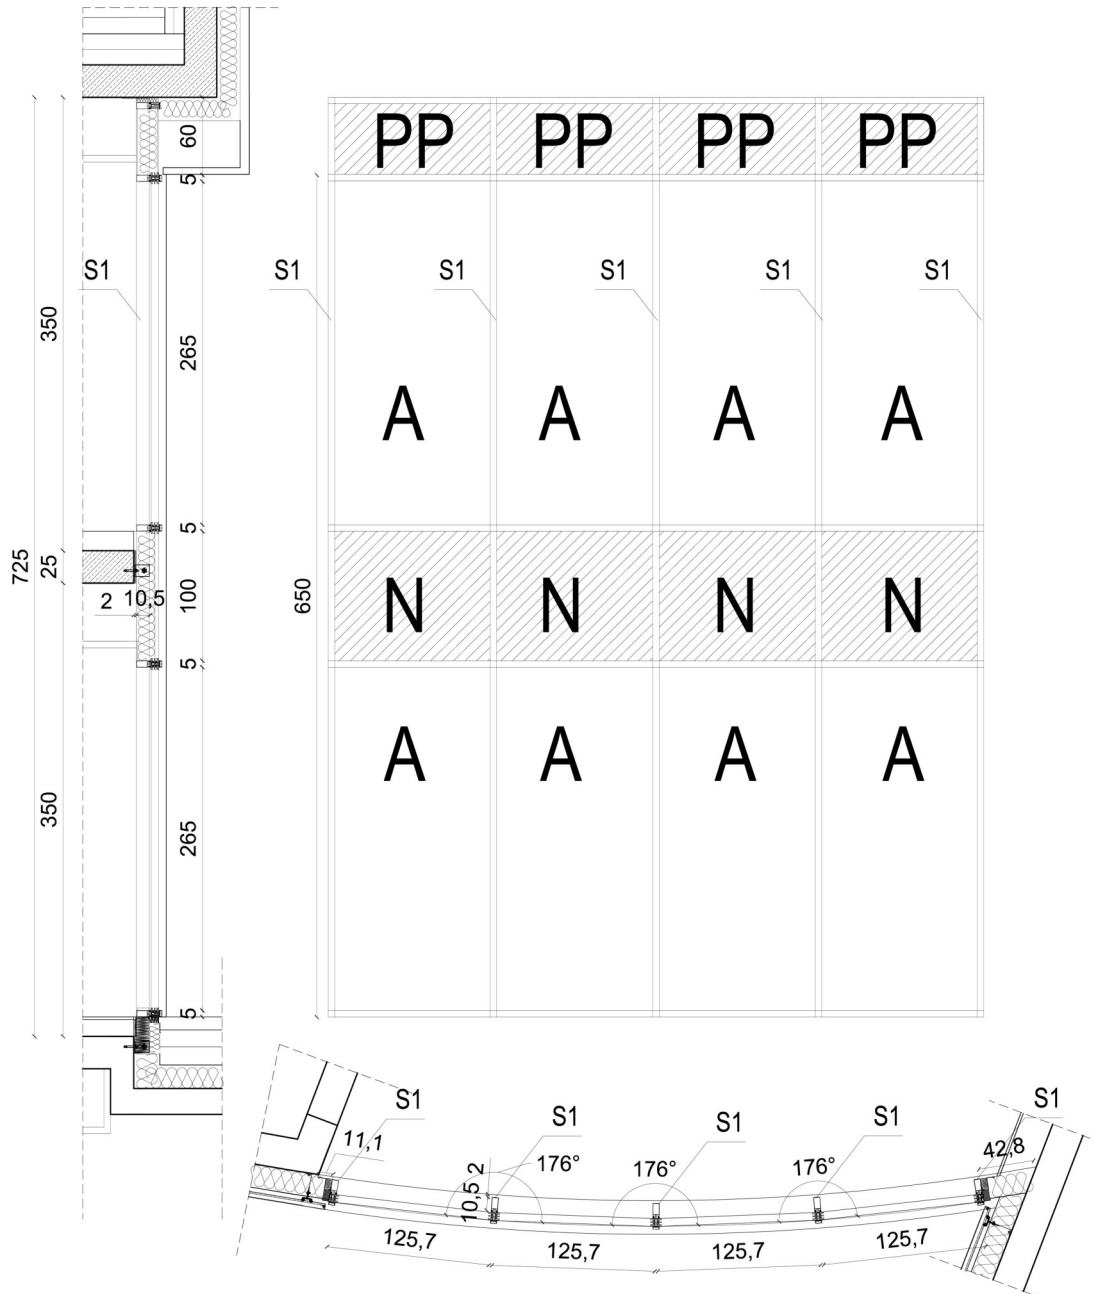 60
PP PP PP PP
5
S1 S1 S1 S1 S1 S1
350
265
A A A A
5
725
25
2 10,5
100
650
N N N N
5
A A A A
350
265
5
S1 S1 S1 S1 S1
11,1
10,5 2
176° 176° 176°
42,8
125,7 125,7 125,7 125,7